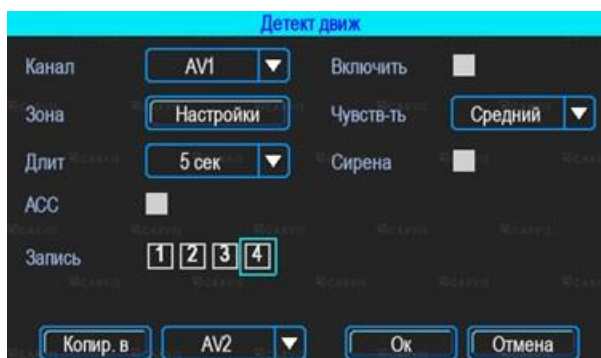 Детект движ
Канал AV1 Включить
Зона Настройки Чувств-ть Средний
Длит 5 сек Сирена
ACC
Запись 1 2 3 4
Копир. в AV2 Ок Отмена
CARVIS